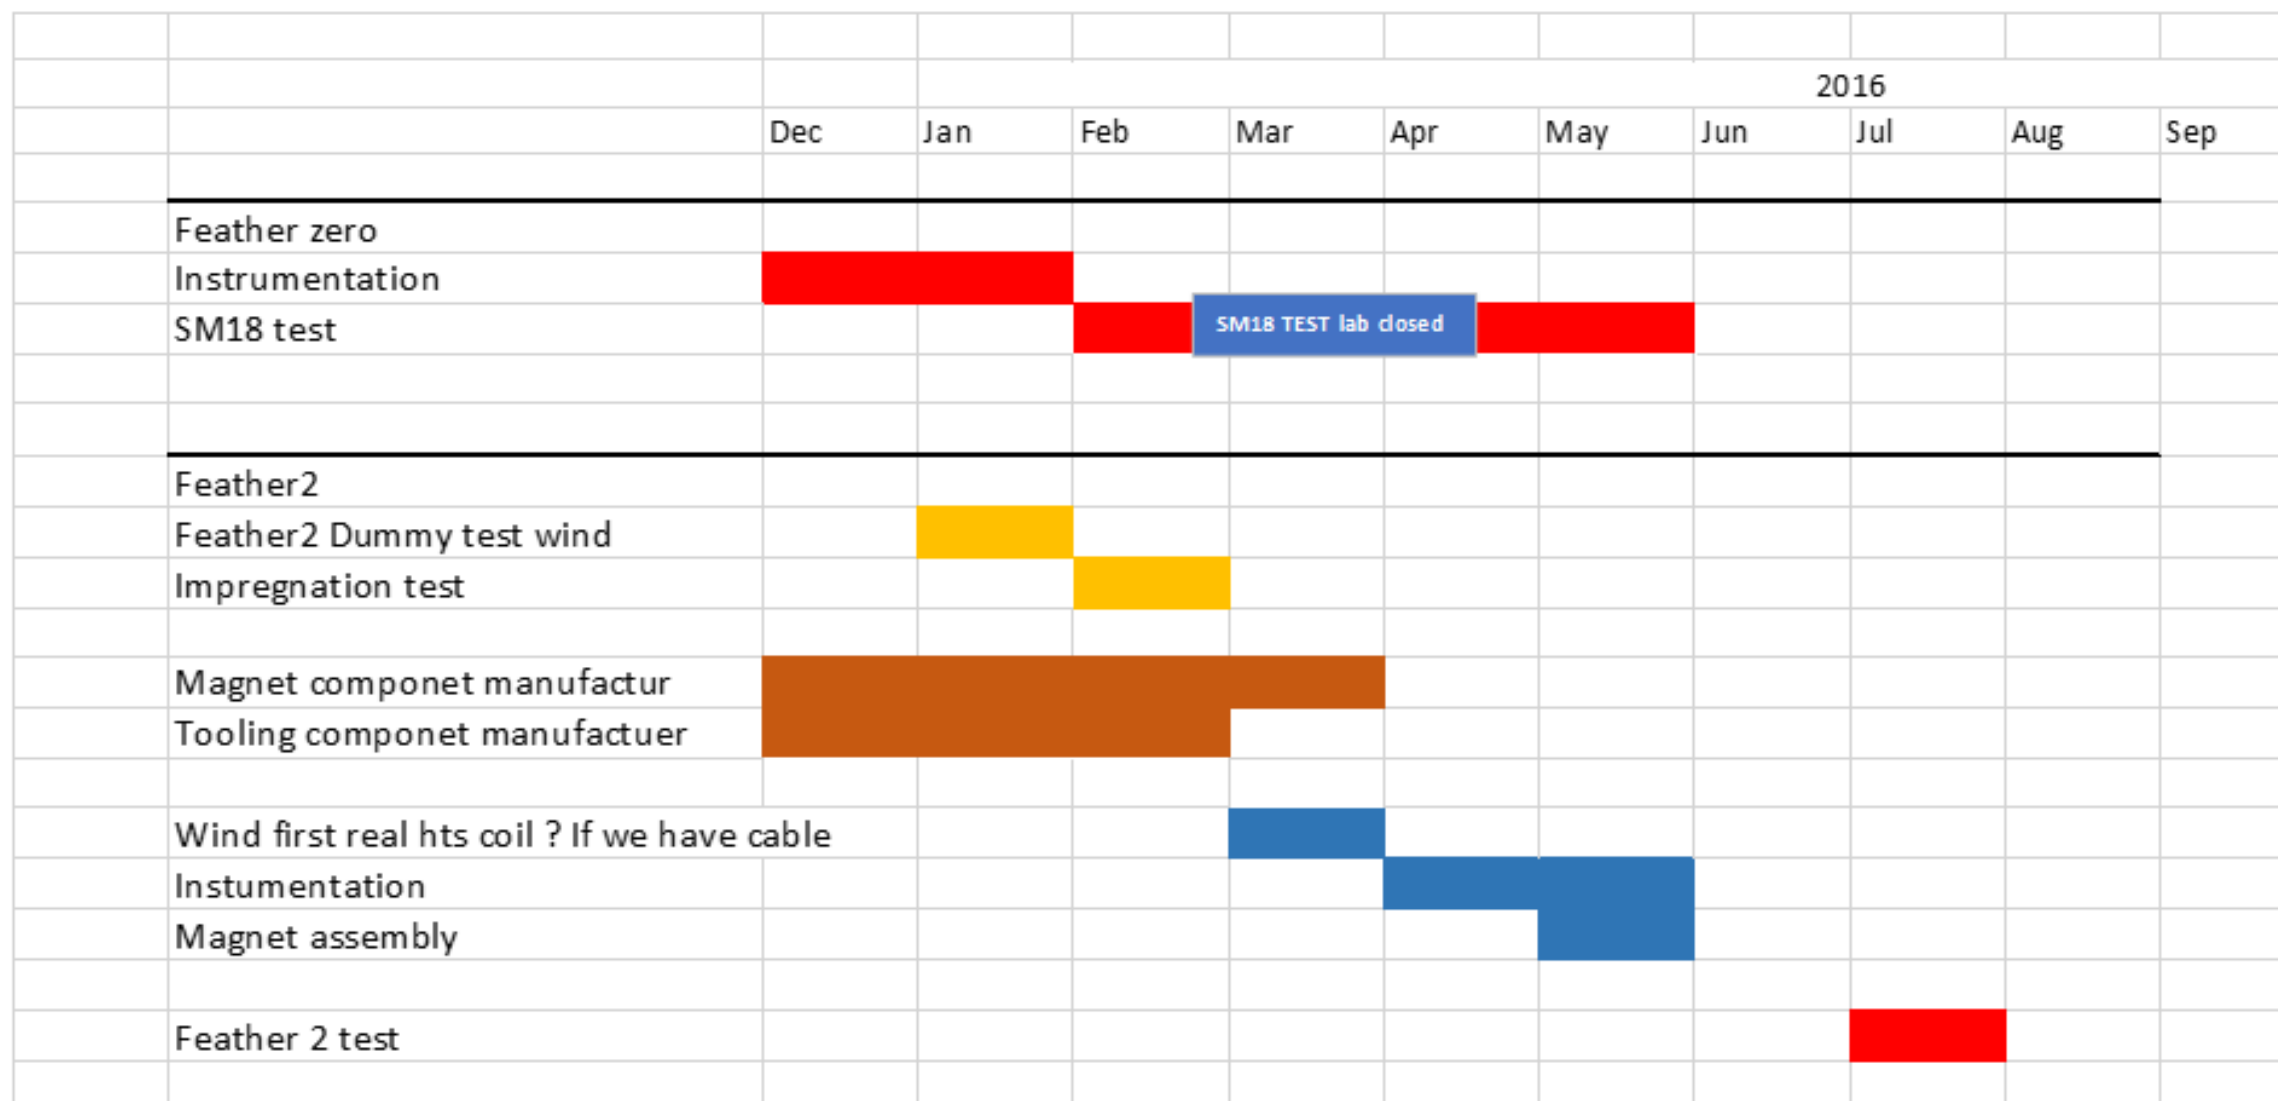 2016
Dec Jan Feb Mar Apr May Jun Jul Aug Sep
Feather zero
Instrumentation
SM18 test
SM18 TEST lab closed
Feather2
Feather2 Dummy test wind
Impregnation test
Magnet componet manufactur
Tooling componet manufactuer
Wind first real hts coil ? If we have cable
Instumentation
Magnet assembly
Feather 2 test